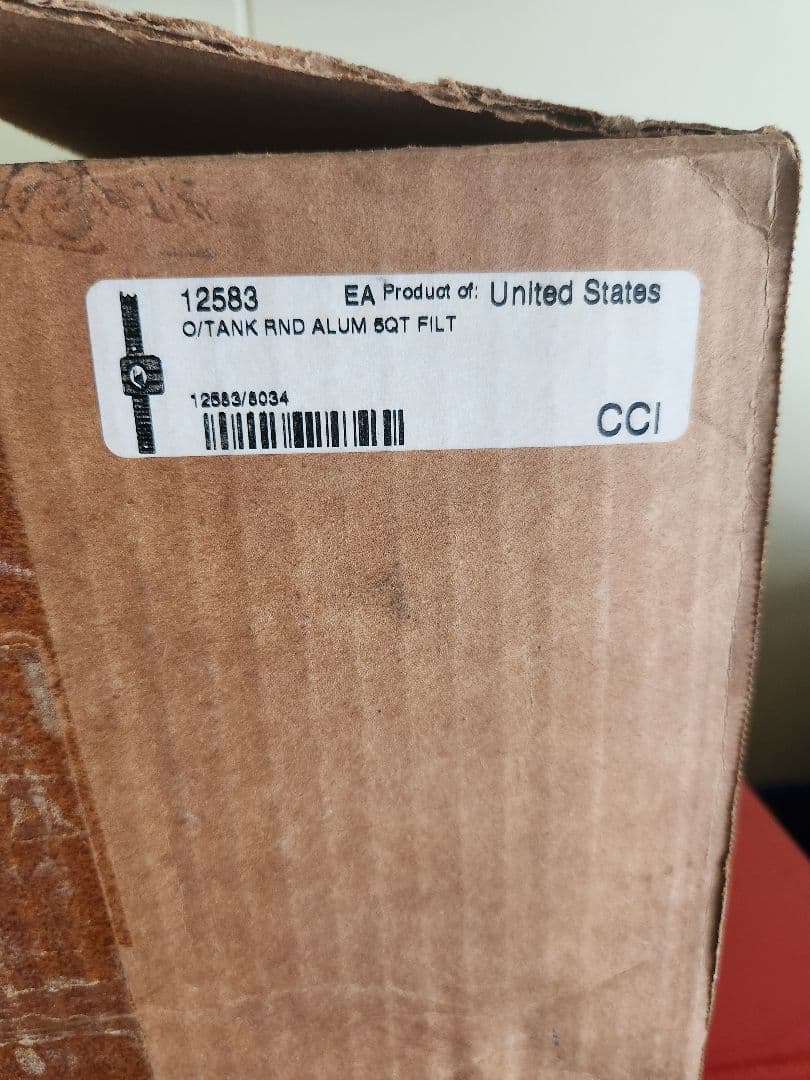 12583 EA Product of: United States
O/TANK RND ALUM 5QT FILT
12583/8034
CCI